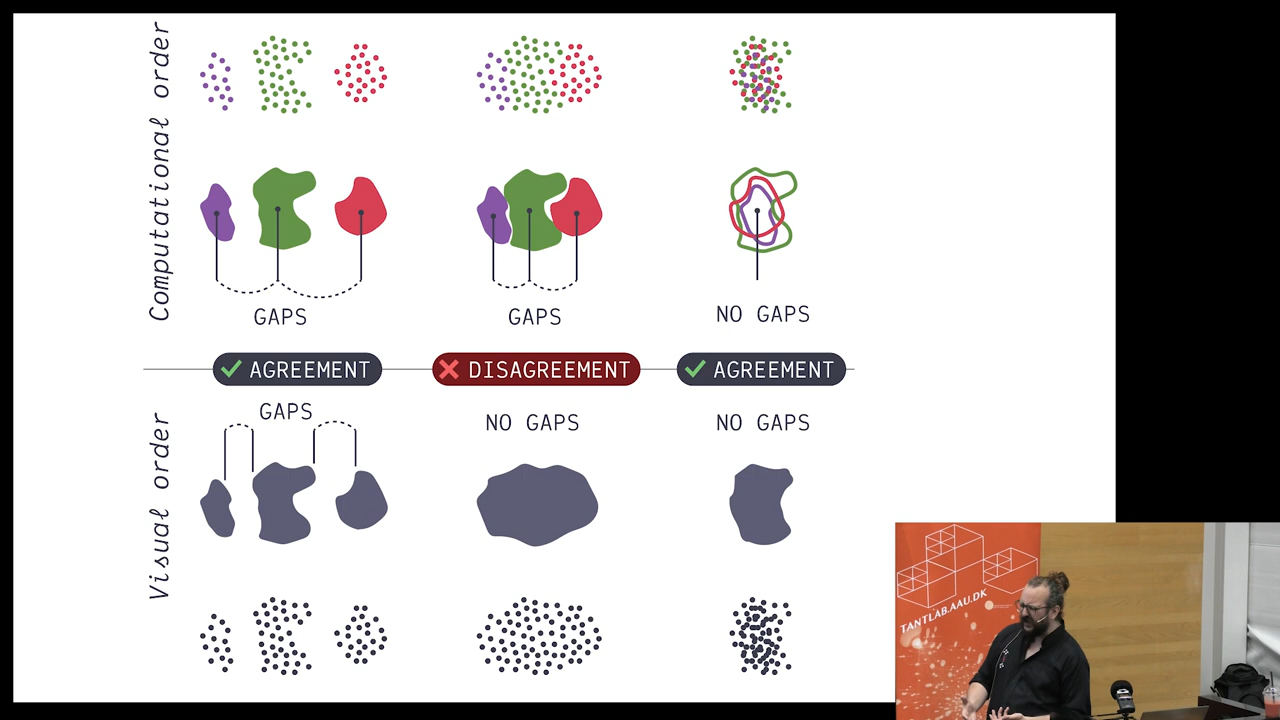 Computational order
GAPS
GAPS
NO GAPS
AGREEMENT
DISAGREEMENT
AGREEMENT
Visual order
GAPS
NO GAPS
NO GAPS
TANTLAB.AAU.DK